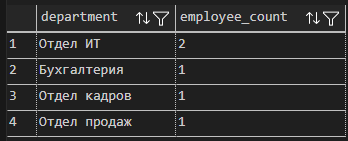 department employee_count
1 Отдел ИТ 2
2 Бухгалтерия 1
3 Отдел кадров 1
4 Отдел продаж 1